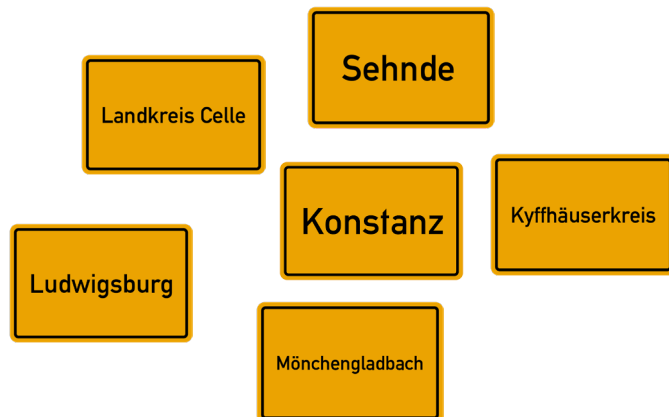 Sehnde
Landkreis Celle
Konstanz
Kyffhäuserkreis
Ludwigsburg
Mönchengladbach